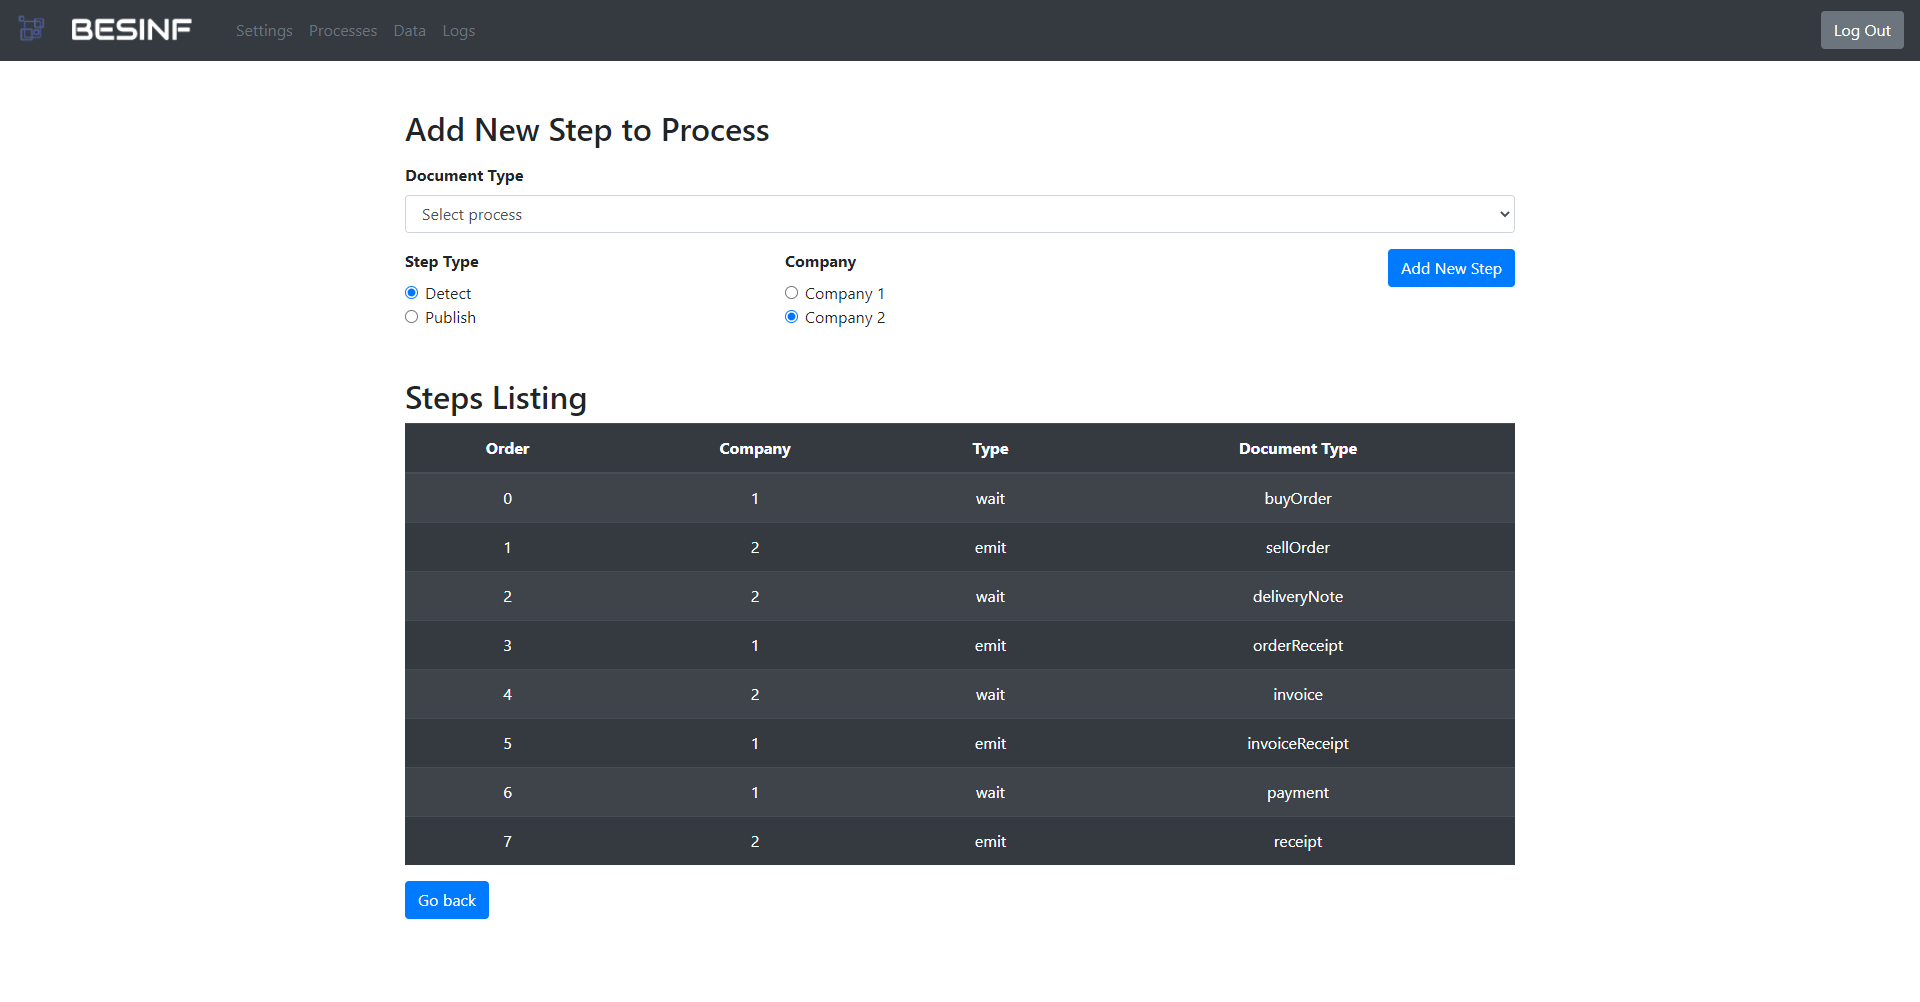 BESINF Settings Processes Data Logs Log Out
Add New Step to Process
Document Type
Select process
Step Type Company Add New Step
Detect Company 1
Publish Company 2
Steps Listing
Order Company Type Document Type
0 1 wait buyOrder
1 2 emit sellOrder
2 2 wait deliveryNote
3 1 emit orderReceipt
4 2 wait invoice
5 1 emit invoiceReceipt
6 1 wait payment
7 2 emit receipt
Go back